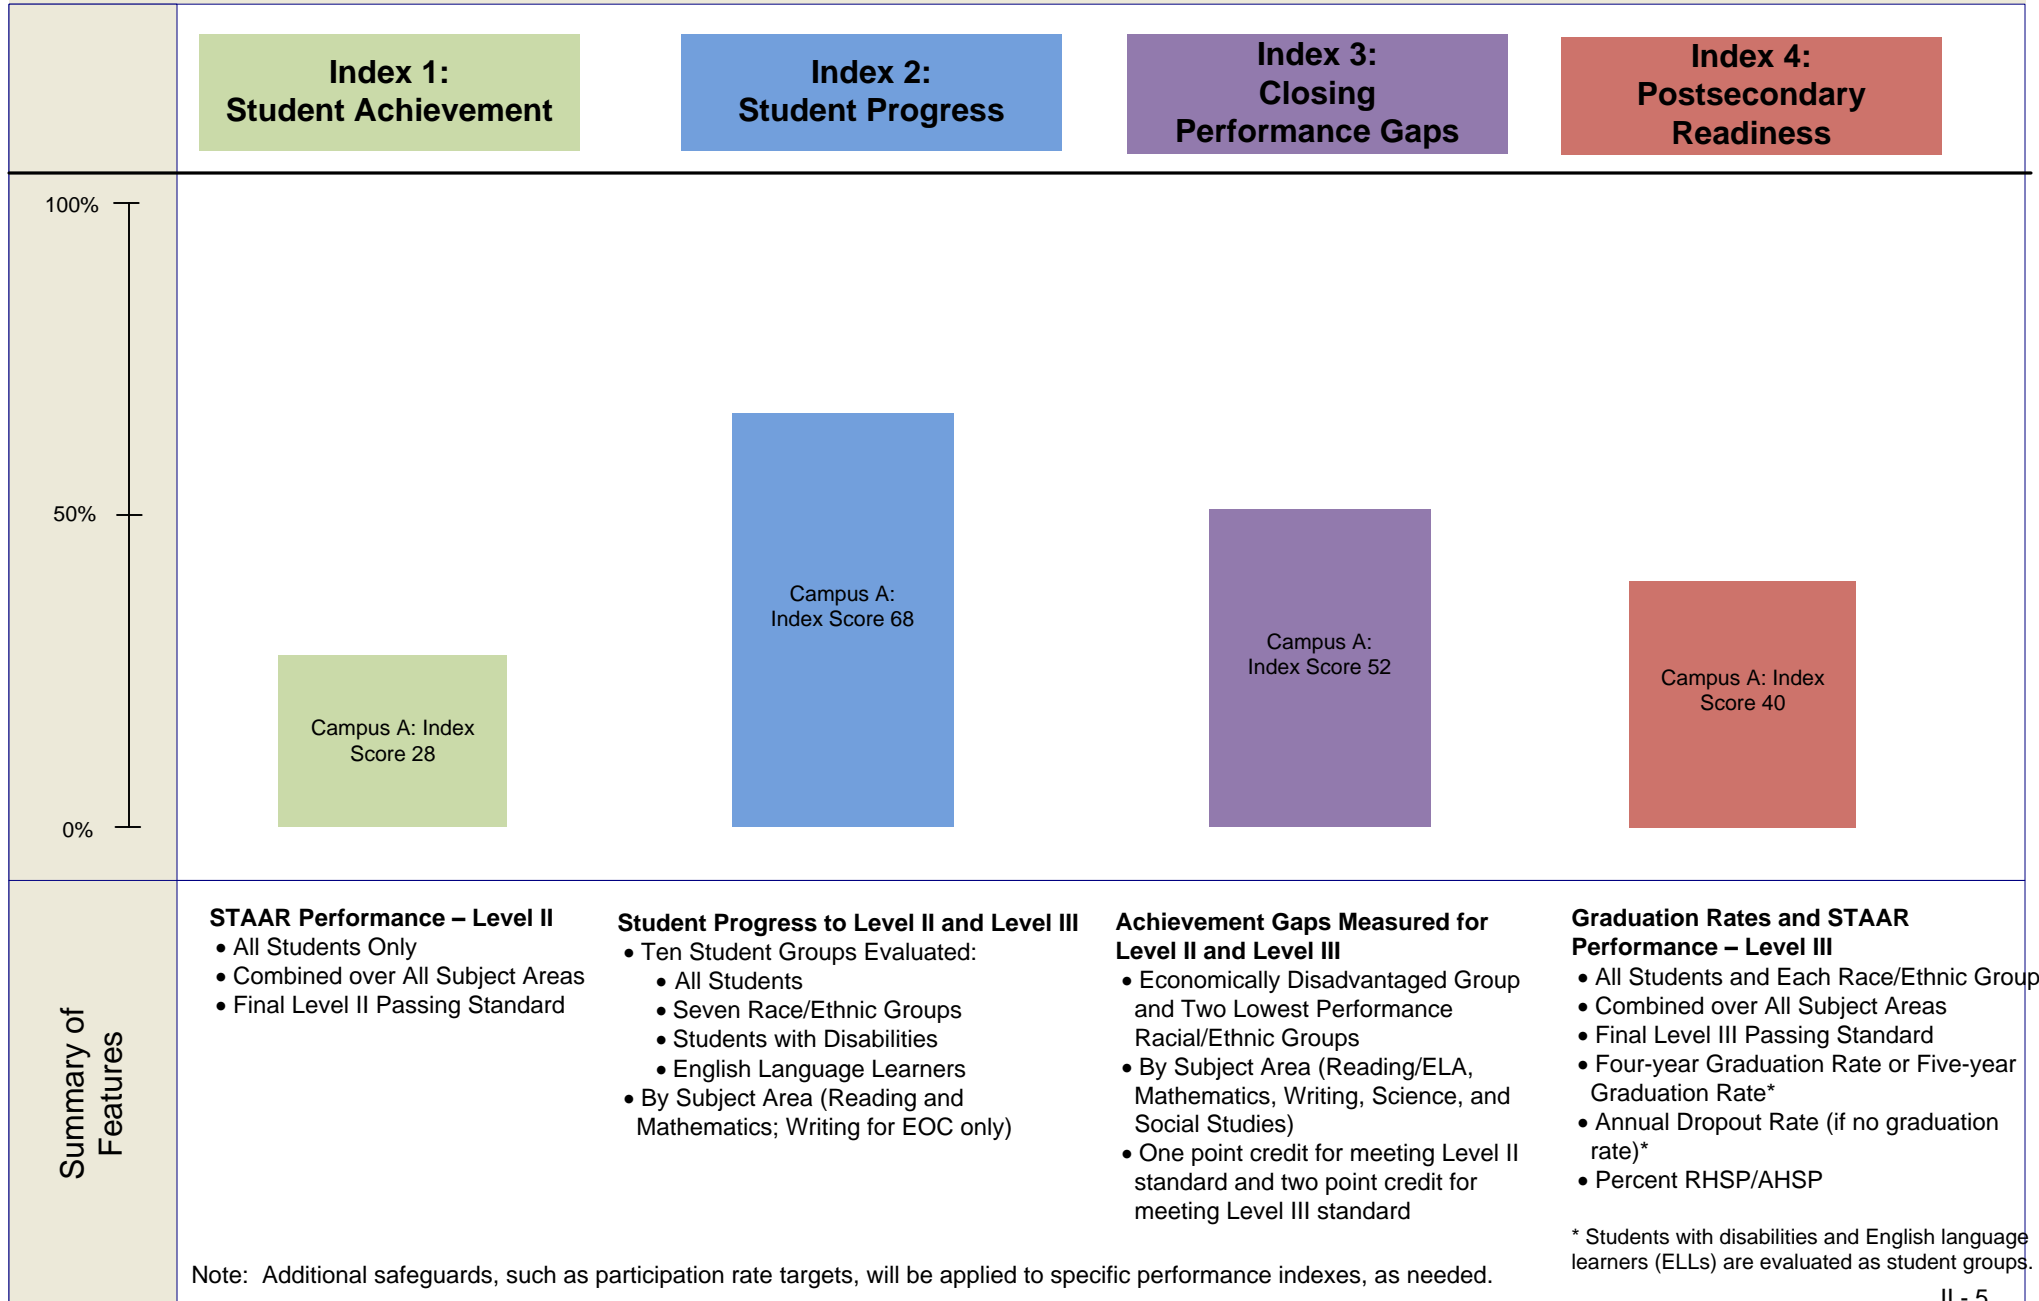 Index 1:
Student Achievement
Index 2:
Student Progress
Index 3:
Closing
Performance Gaps
Index 4:
Postsecondary
Readiness
100%
50%
0%
Campus A: Index
Score 28
Campus A:
Index Score 68
Campus A:
Index Score 52
Campus A: Index
Score 40
Summary of
Features
STAAR Performance – Level II
• All Students Only
• Combined over All Subject Areas
• Final Level II Passing Standard
Student Progress to Level II and Level III
• Ten Student Groups Evaluated:
• All Students
• Seven Race/Ethnic Groups
• Students with Disabilities
• English Language Learners
• By Subject Area (Reading and
Mathematics; Writing for EOC only)
Achievement Gaps Measured for
Level II and Level III
• Economically Disadvantaged Group
and Two Lowest Performance
Racial/Ethnic Groups
• By Subject Area (Reading/ELA,
Mathematics, Writing, Science, and
Social Studies)
• One point credit for meeting Level II
standard and two point credit for
meeting Level III standard
Graduation Rates and STAAR
Performance – Level III
• All Students and Each Race/Ethnic Group
• Combined over All Subject Areas
• Final Level III Passing Standard
• Four-year Graduation Rate or Five-year
Graduation Rate*
• Annual Dropout Rate (if no graduation
rate)*
• Percent RHSP/AHSP
* Students with disabilities and English language
learners (ELLs) are evaluated as student groups.
Note: Additional safeguards, such as participation rate targets, will be applied to specific performance indexes, as needed.
II - 5